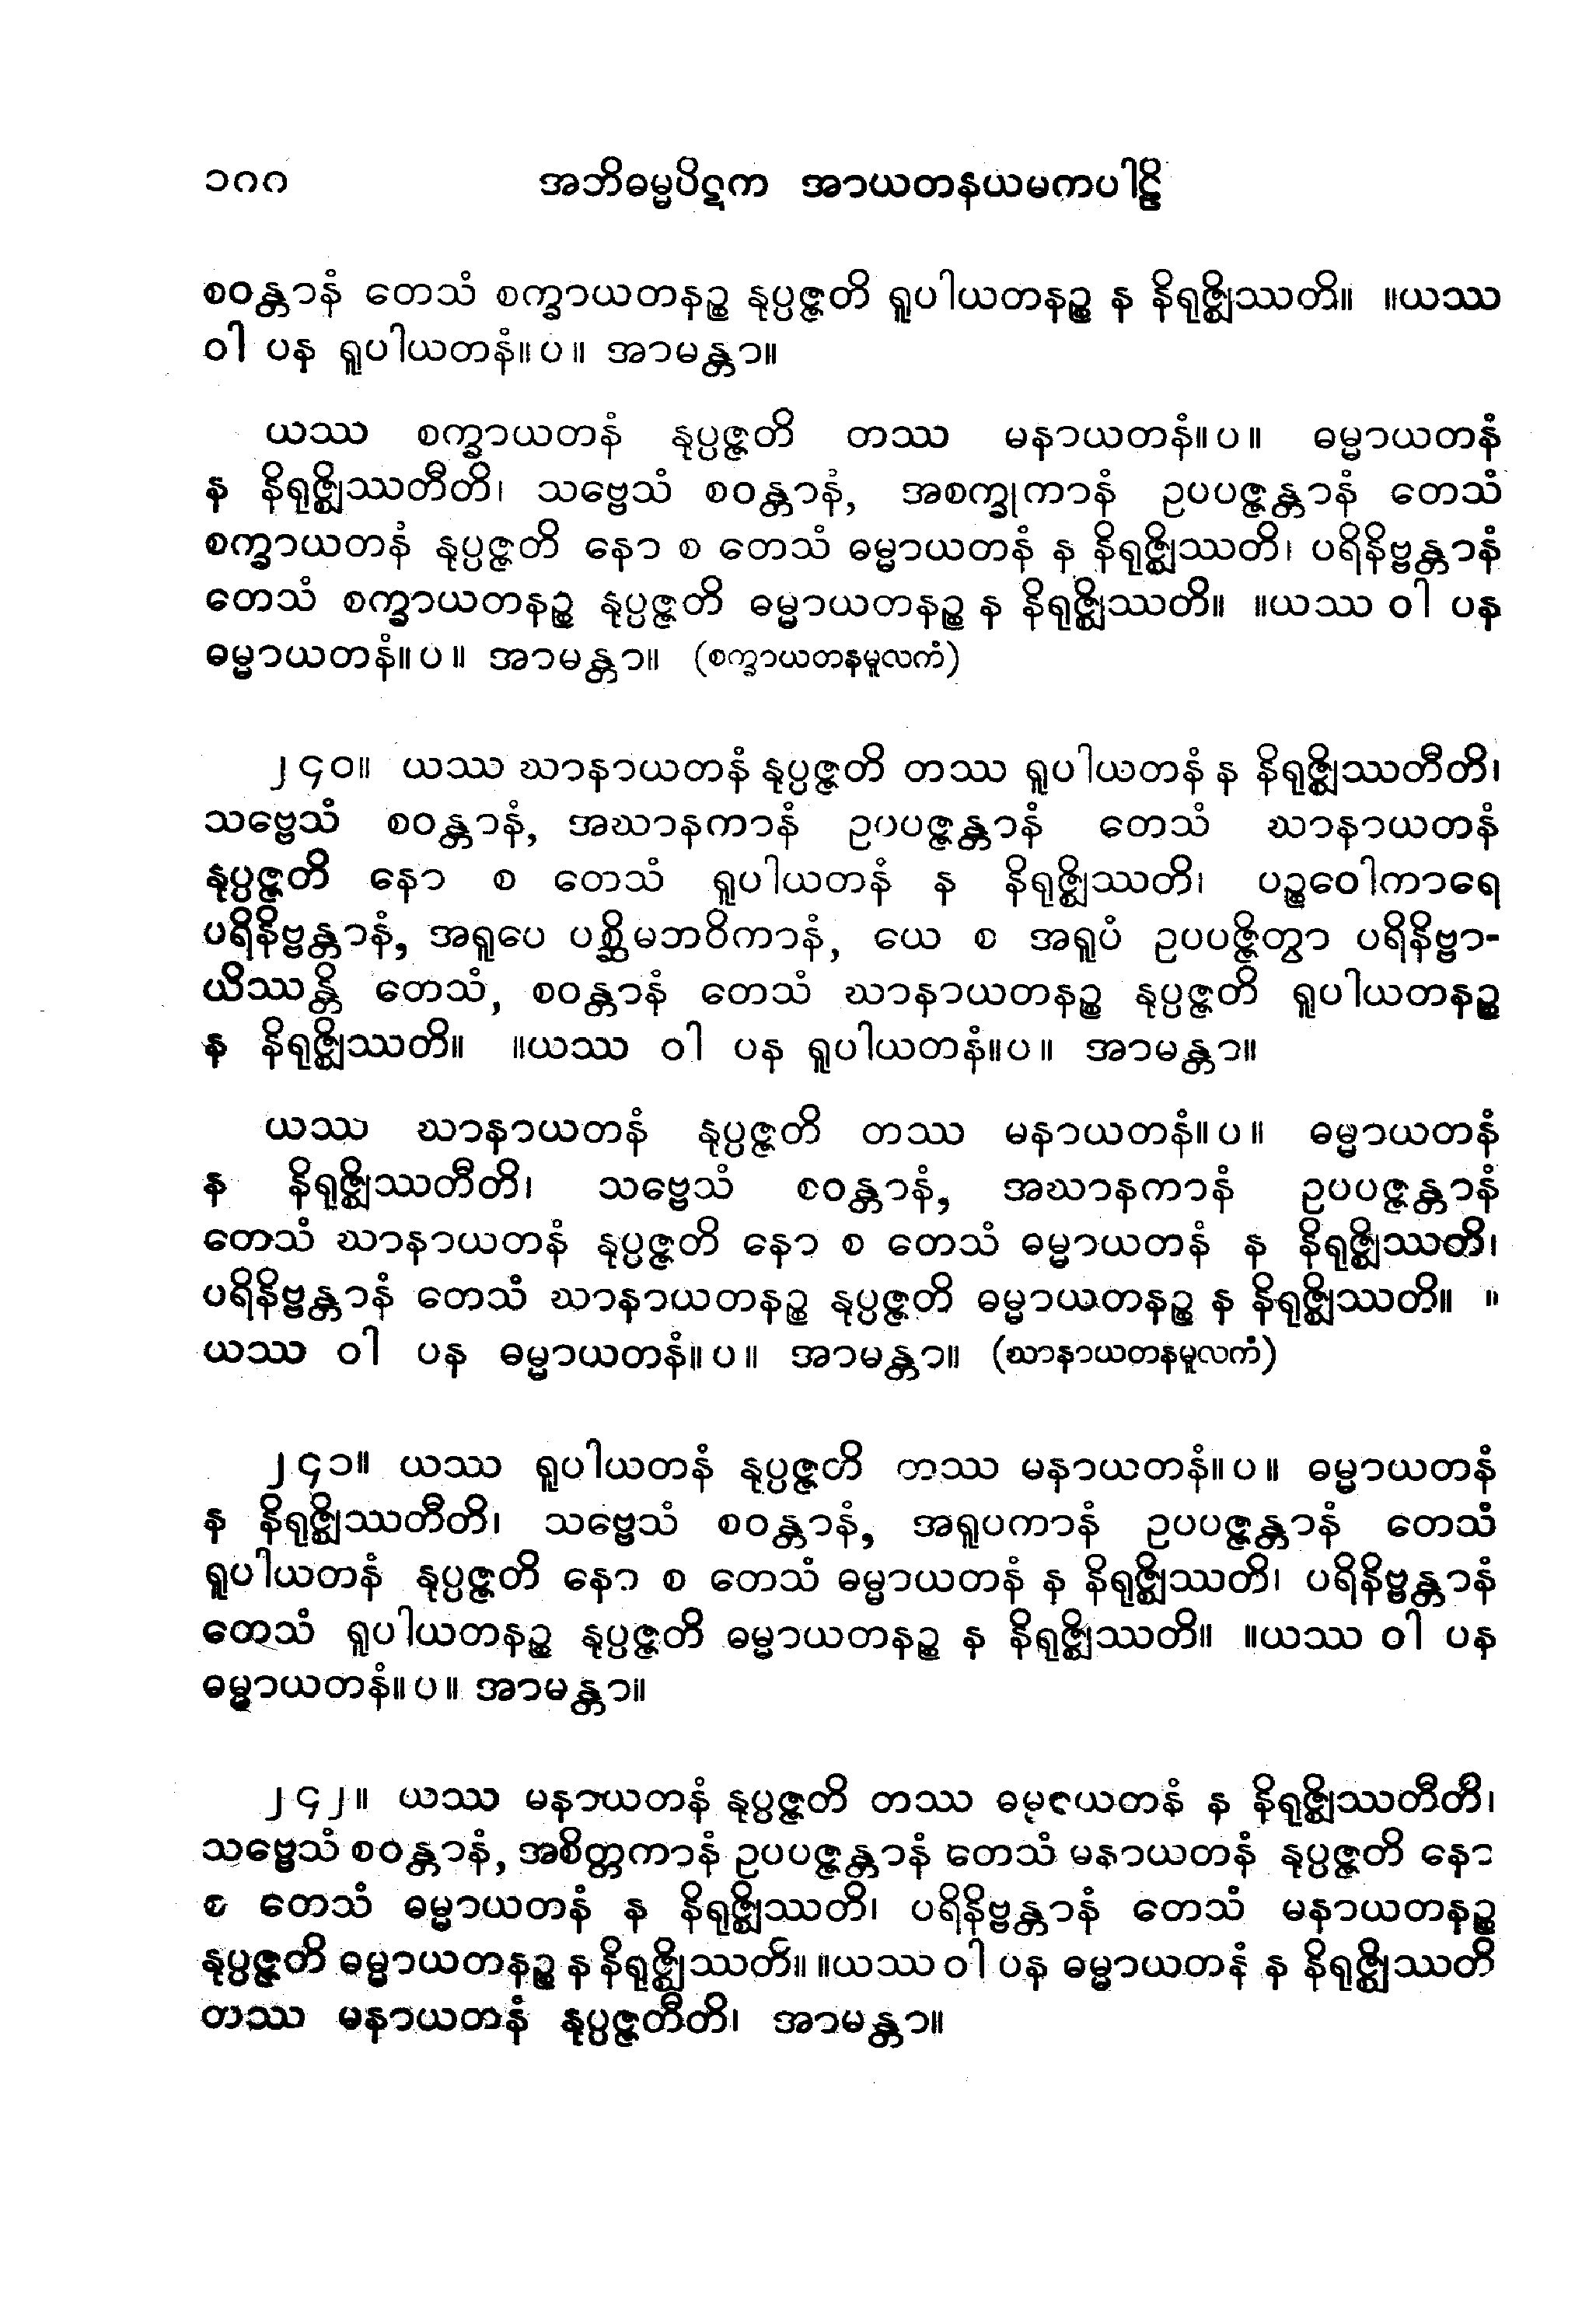 ၁၈၈ အဘိဓမ္မပိဋက အာယတနယမကပါဠိ
စဝန္တာနံ တေသံ စက္ခာယတနဉ္စ နုပ္ပဇ္ဇတိ ရူပါယတနဉ္စ န နိရုဇ္ဈိဿတိ။ ။ယဿ
ဝါ ပန ရူပါယတနံ။ပ။ အာမန္တာ။
ယဿ စက္ခာယတနံ နုပ္ပဇ္ဇတိ တဿ မနာယတနံ။ပ။ ဓမ္မာယတနံ
န နိရုဇ္ဈိဿတီတိ၊ သဗ္ဗေသံ စဝန္တာနံ, အစက္ခုကာနံ ဥပပဇ္ဇန္တာနံ တေသံ
စက္ခာယတနံ နုပ္ပဇ္ဇတိ နော စ တေသံ ဓမ္မာယတနံ န နိရုဇ္ဈိဿတိ၊ ပရိနိဗ္ဗန္တာနံ
တေသံ စက္ခာယတနဉ္စ နုပ္ပဇ္ဇတိ ဓမ္မာယတနဉ္စ န နိရုဇ္ဈိဿတိ။ ။ယဿ ဝါ ပန
ဓမ္မာယတနံ။ပ။ အာမန္တာ။ (စက္ခာယတနမူလကံ)
၂၄၀။ ယဿ ဃာနာယတနံ နုပ္ပဇ္ဇတိ တဿ ရူပါယတနံ န နိရုဇ္ဈိဿတီတိ၊
သဗ္ဗေသံ စဝန္တာနံ, အဃာနကာနံ ဥပပဇ္ဇန္တာနံ တေသံ ဃာနာယတနံ
နုပ္ပဇ္ဇတိ နော စ တေသံ ရူပါယတနံ န နိရုဇ္ဈိဿတိ၊ ပဉ္စဝေါကာရေ
ပရိနိဗ္ဗန္တာနံ, အရူပေ ပစ္ဆိမဘဝိကာနံ, ယေ စ အရူပံ ဥပပဇ္ဇိတွာ ပရိနိဗ္ဗာ-
ယိဿန္တိ တေသံ, စဝန္တာနံ တေသံ ဃာနာယတနဉ္စ နုပ္ပဇ္ဇတိ ရူပါယတနဉ္စ
န နိရုဇ္ဈိဿတိ။ ။ယဿ ဝါ ပန ရူပါယတနံ။ပ။ အာမန္တာ။
ယဿ ဃာနာယတနံ နုပ္ပဇ္ဇတိ တဿ မနာယတနံ။ပ။ ဓမ္မာယတနံ
န နိရုဇ္ဈိဿတီတိ၊ သဗ္ဗေသံ စဝန္တာနံ, အဃာနကာနံ ဥပပဇ္ဇန္တာနံ
တေသံ ဃာနာယတနံ နုပ္ပဇ္ဇတိ နော စ တေသံ ဓမ္မာယတနံ န နိရုဇ္ဈိဿတိ၊
ပရိနိဗ္ဗန္တာနံ တေသံ ဃာနာယတနဉ္စ နုပ္ပဇ္ဇတိ ဓမ္မာယတနဉ္စ န နိရုဇ္ဈိဿတိ။ ။
ယဿ ဝါ ပန ဓမ္မာယတနံ။ပ။ အာမန္တာ။ (ဃာနာယတနမူလကံ)
၂၄၁။ ယဿ ရူပါယတနံ နုပ္ပဇ္ဇတိ တဿ မနာယတနံ။ပ။ ဓမ္မာယတနံ
န နိရုဇ္ဈိဿတီတိ၊ သဗ္ဗေသံ စဝန္တာနံ, အရူပကာနံ ဥပပဇ္ဇန္တာနံ တေသံ
ရူပါယတနံ နုပ္ပဇ္ဇတိ နော စ တေသံ ဓမ္မာယတနံ န နိရုဇ္ဈိဿတိ၊ ပရိနိဗ္ဗန္တာနံ
တေသံ ရူပါယတနဉ္စ နုပ္ပဇ္ဇတိ ဓမ္မာယတနဉ္စ န နိရုဇ္ဈိဿတိ။ ။ယဿ ဝါ ပန
ဓမ္မာယတနံ။ပ။ အာမန္တာ။
၂၄၂။ ယဿ မနာယတနံ နုပ္ပဇ္ဇတိ တဿ ဓမ္မာယတနံ န နိရုဇ္ဈိဿတီတိ၊
သဗ္ဗေသံ စဝန္တာနံ, အစိတ္တကာနံ ဥပပဇ္ဇန္တာနံ တေသံ မနာယတနံ နုပ္ပဇ္ဇတိ နော
စ တေသံ ဓမ္မာယတနံ န နိရုဇ္ဈိဿတိ၊ ပရိနိဗ္ဗန္တာနံ တေသံ မနာယတနဉ္စ
နုပ္ပဇ္ဇတိ ဓမ္မာယတနဉ္စ န နိရုဇ္ဈိဿတိ။ ။ယဿ ဝါ ပန ဓမ္မာယတနံ န နိရုဇ္ဈိဿတိ
တဿ မနာယတနံ နုပ္ပဇ္ဇတီတိ၊ အာမန္တာ။